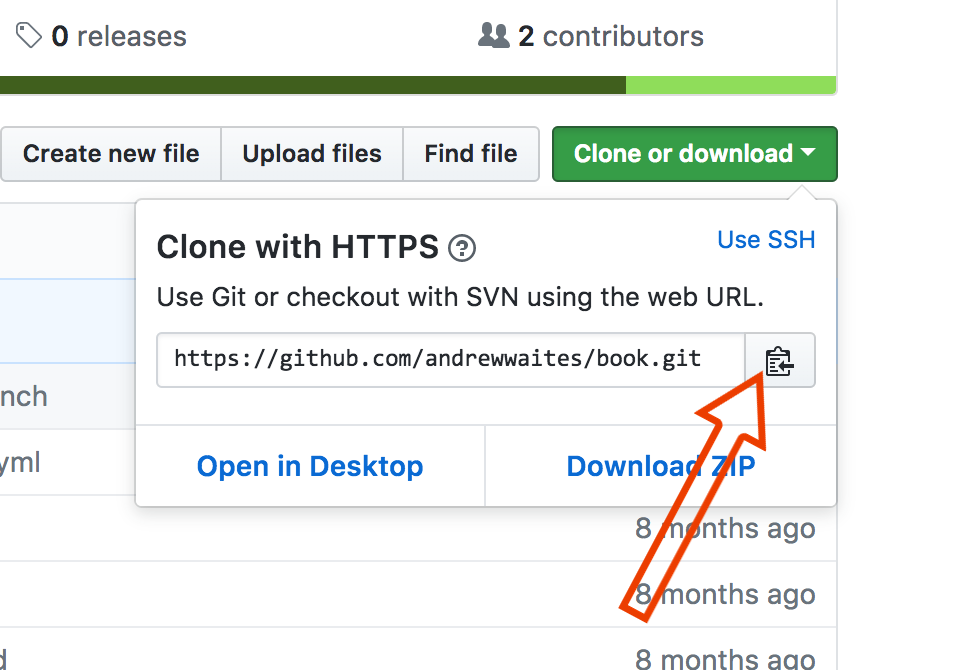 0 releases
2 contributors
Create new file
Upload files
Find file
Clone or download
Clone with HTTPS ?
Use SSH
Use Git or checkout with SVN using the web URL.
https://github.com/andrewwaites/book.git
nch
yml
Open in Desktop
Download ZIP
8 months ago
8 months ago
d
8 months ago